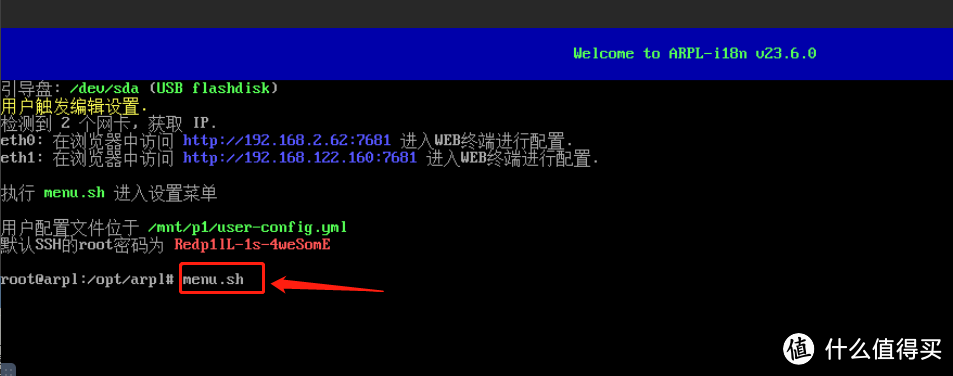 Welcome to ARPL-i18n v23.6.0
引导盘: /dev/sda (USB flashdisk)
用户触发编辑设置.
检测到 2 个网卡, 获取 IP.
eth0: 在浏览器中访问 http://192.168.2.62:7681 进入WEB终端进行配置.
eth1: 在浏览器中访问 http://192.168.122.160:7681 进入WEB终端进行配置.
执行 menu.sh 进入设置菜单
用户配置文件位于 /mnt/p1/user-config.yml
默认SSH的root密码为 Redp1lL-1s-4weSomE
root@arpl:/opt/arpl# menu.sh
值 什么值得买